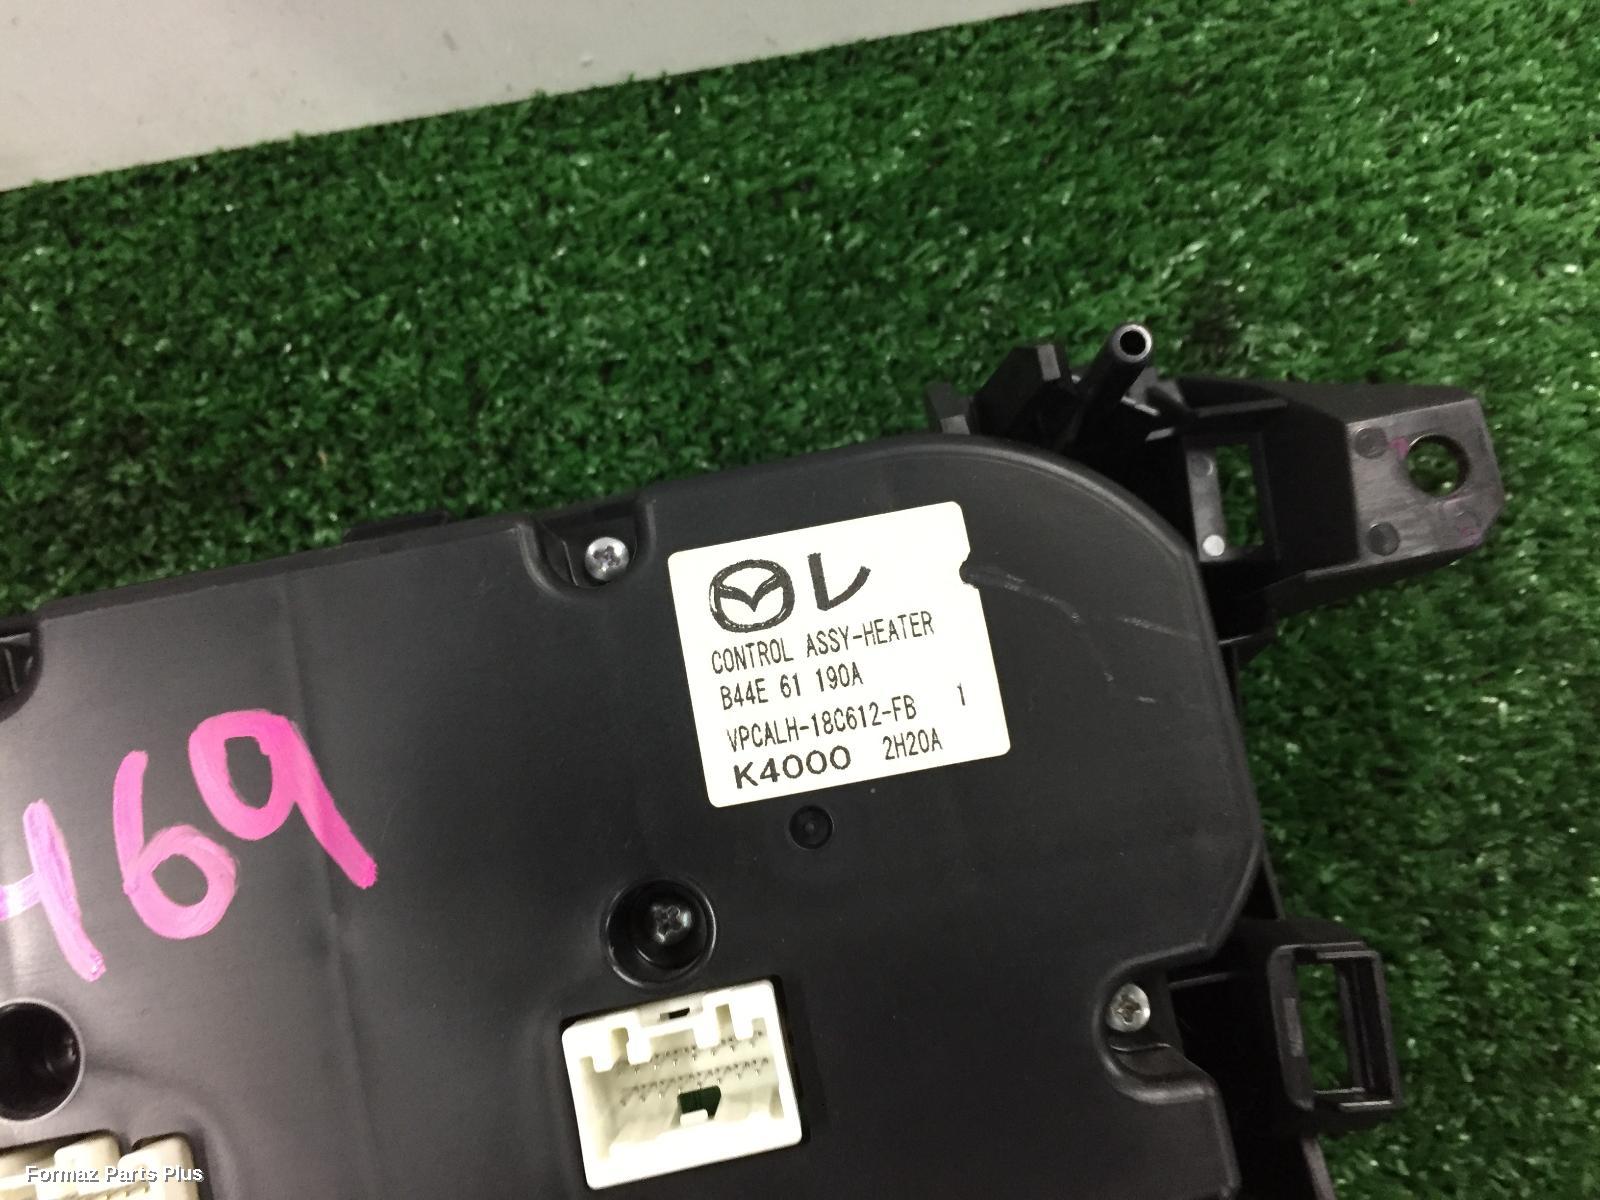 レ
CONTROL ASSY-HEATER
B44E 61 190A
VPCALH-18C612-FB 1
K4000 2H20A
469
Formaz Parts Plus